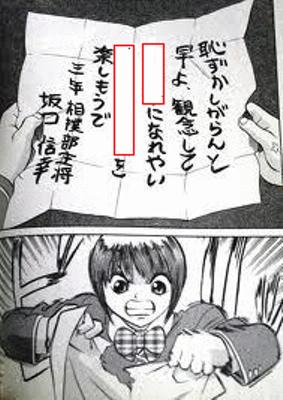 恥ずかしがらんと
早よ、観念して
になれやい
を
楽しもうで
三年 相撲部主将
坂口 信幸